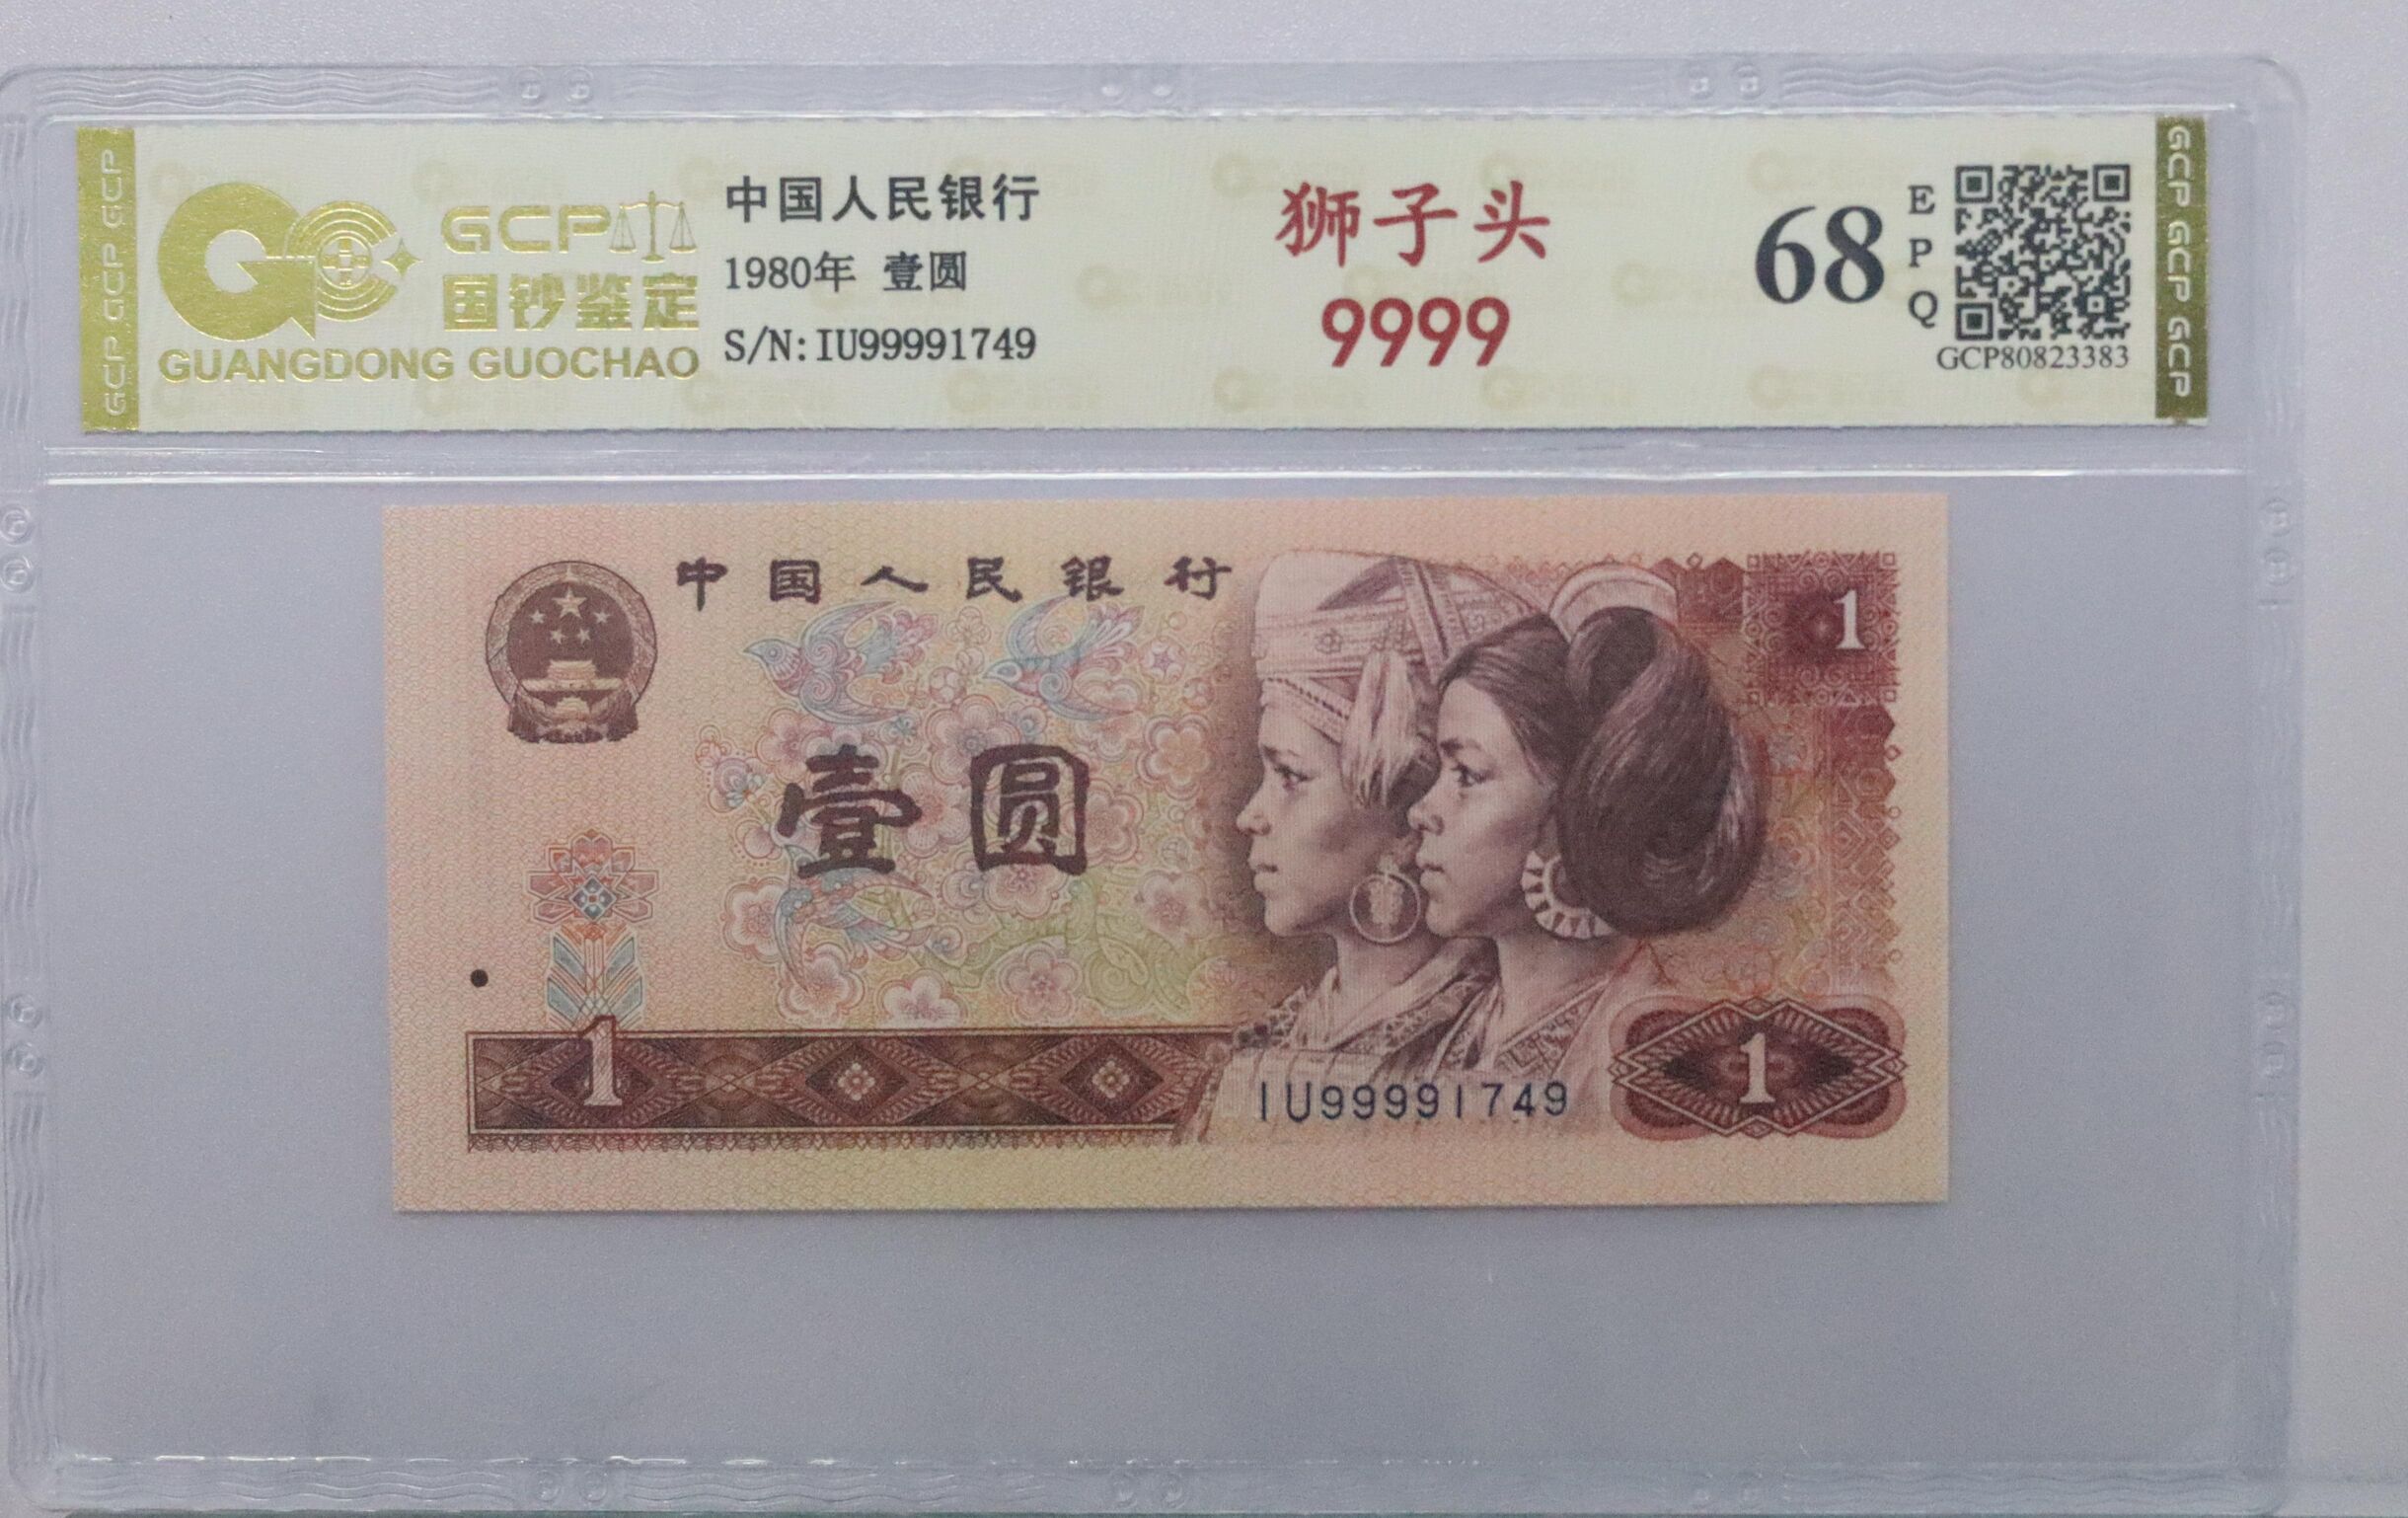 GCP GCP GCP
GCP
国钞鉴定
GUANGDONG GUOCHAO
中国人民银行
1980年 壹圆
S/N:IU99991749
狮子头
9999
68
EPQ
GCP80823383
GCP GCP GCP
中国人民银行
1
壹圆
1
IU99991749
1